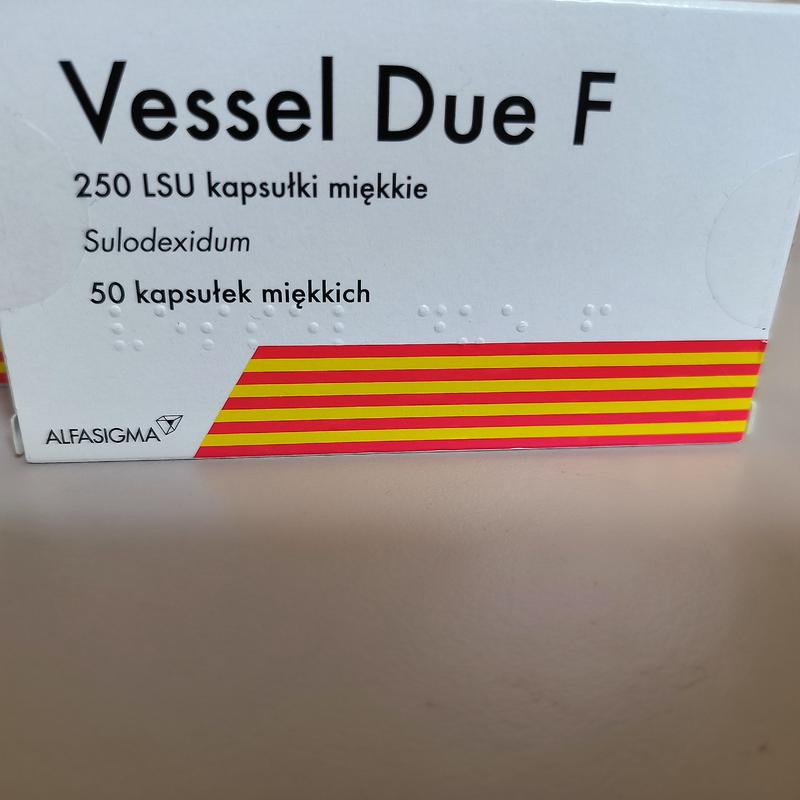 Vessel Due F
250 LSU kapsułki miękkie
Sulodexidum
50 kapsułek miękkich
ALFASIGMA